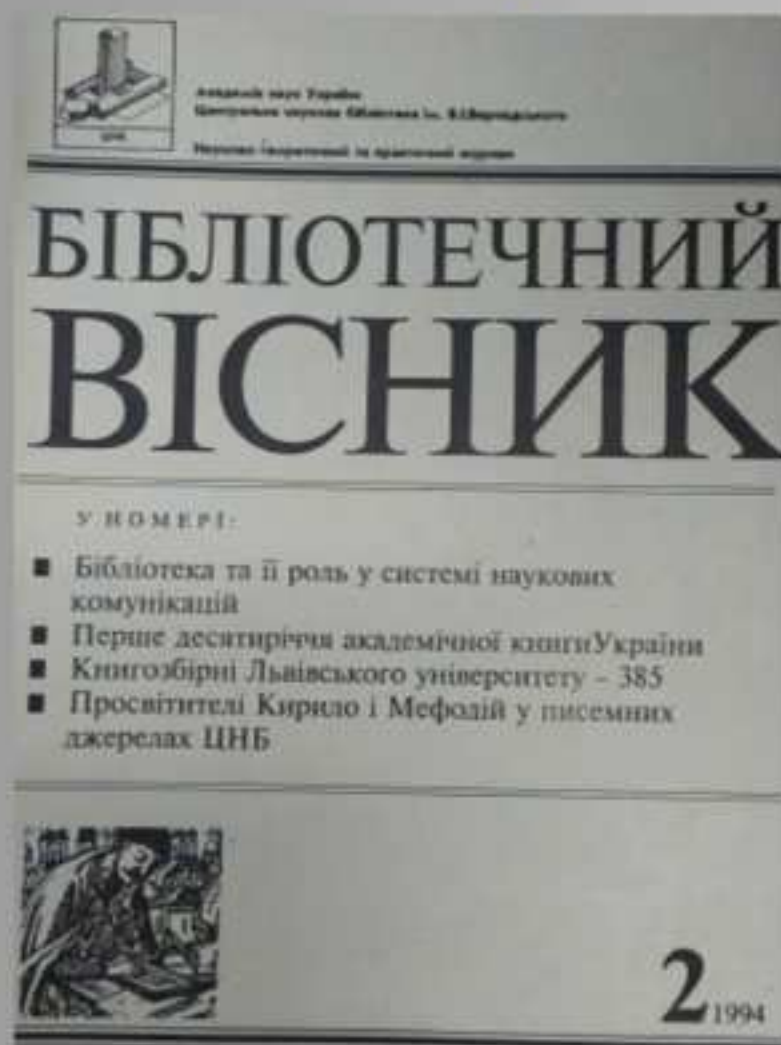 ЦНБ
Академія наук України
Центральна наукова бібліотека ім. В.І.Вернадського
Науково-теоретичний та практичний журнал
БІБЛІОТЕЧНИЙ
ВІСНИК
У НОМЕРІ:
■ Бібліотека та її роль у системі наукових
комунікацій
■ Перше десятиріччя академічної книгиУкраїни
■ Книгозбірні Львівського університету – 385
■ Просвітителі Кирило і Мефодій у писемних
джерелах ЦНБ
2 1994